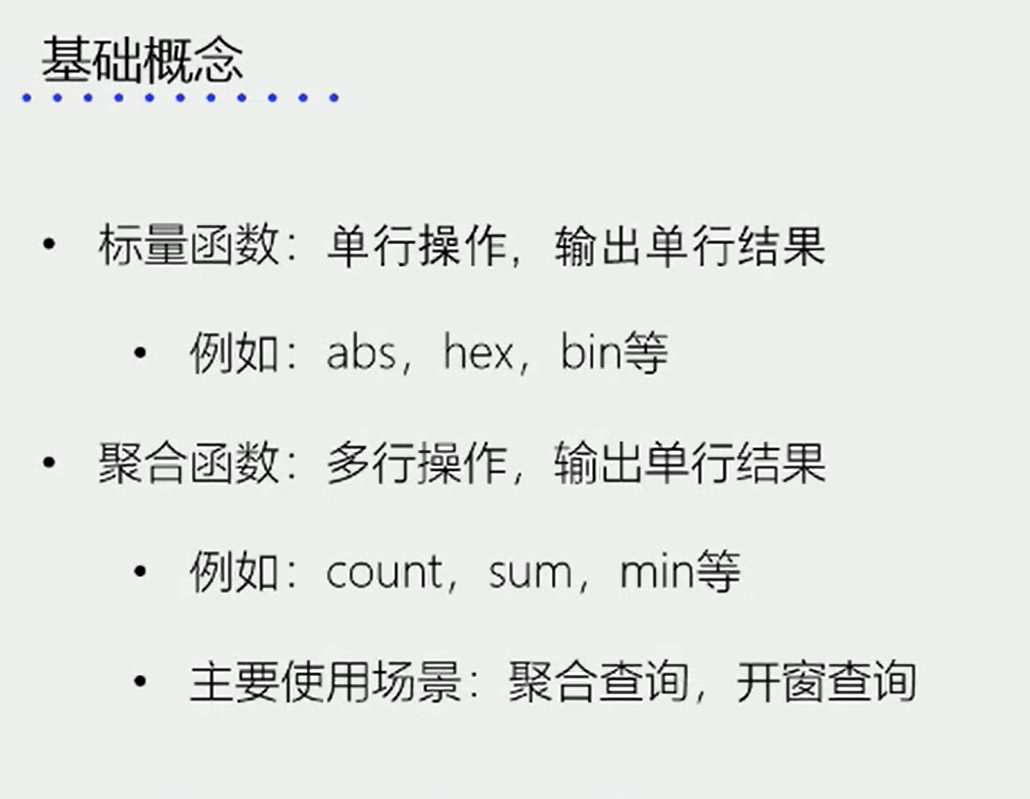 基础概念
• 标量函数：单行操作，输出单行结果
• 例如：abs，hex，bin等
• 聚合函数：多行操作，输出单行结果
• 例如：count，sum，min等
• 主要使用场景：聚合查询，开窗查询